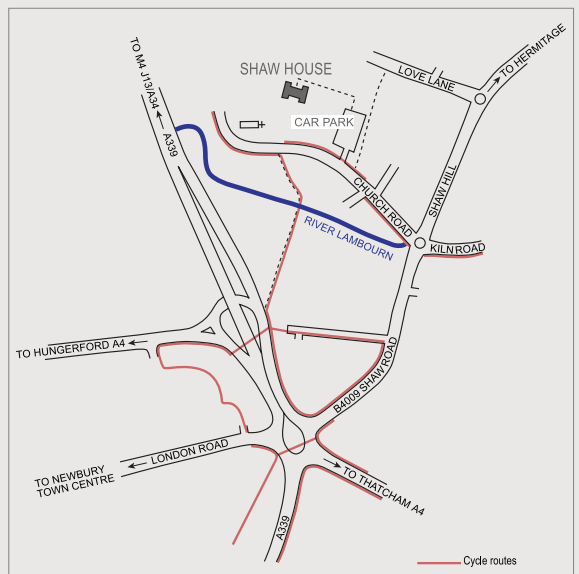 TO HERMITAGE
LOVE LANE
TO M4 J13/A34
A339
SHAW HOUSE
CAR PARK
CHURCH ROAD
SHAW HILL
RIVER LAMBOURN
KILN ROAD
TO HUNGERFORD A4
B4009 SHAW ROAD
LONDON ROAD
TO NEWBURY
TOWN CENTRE
TO THATCHAM A4
A339
Cycle routes